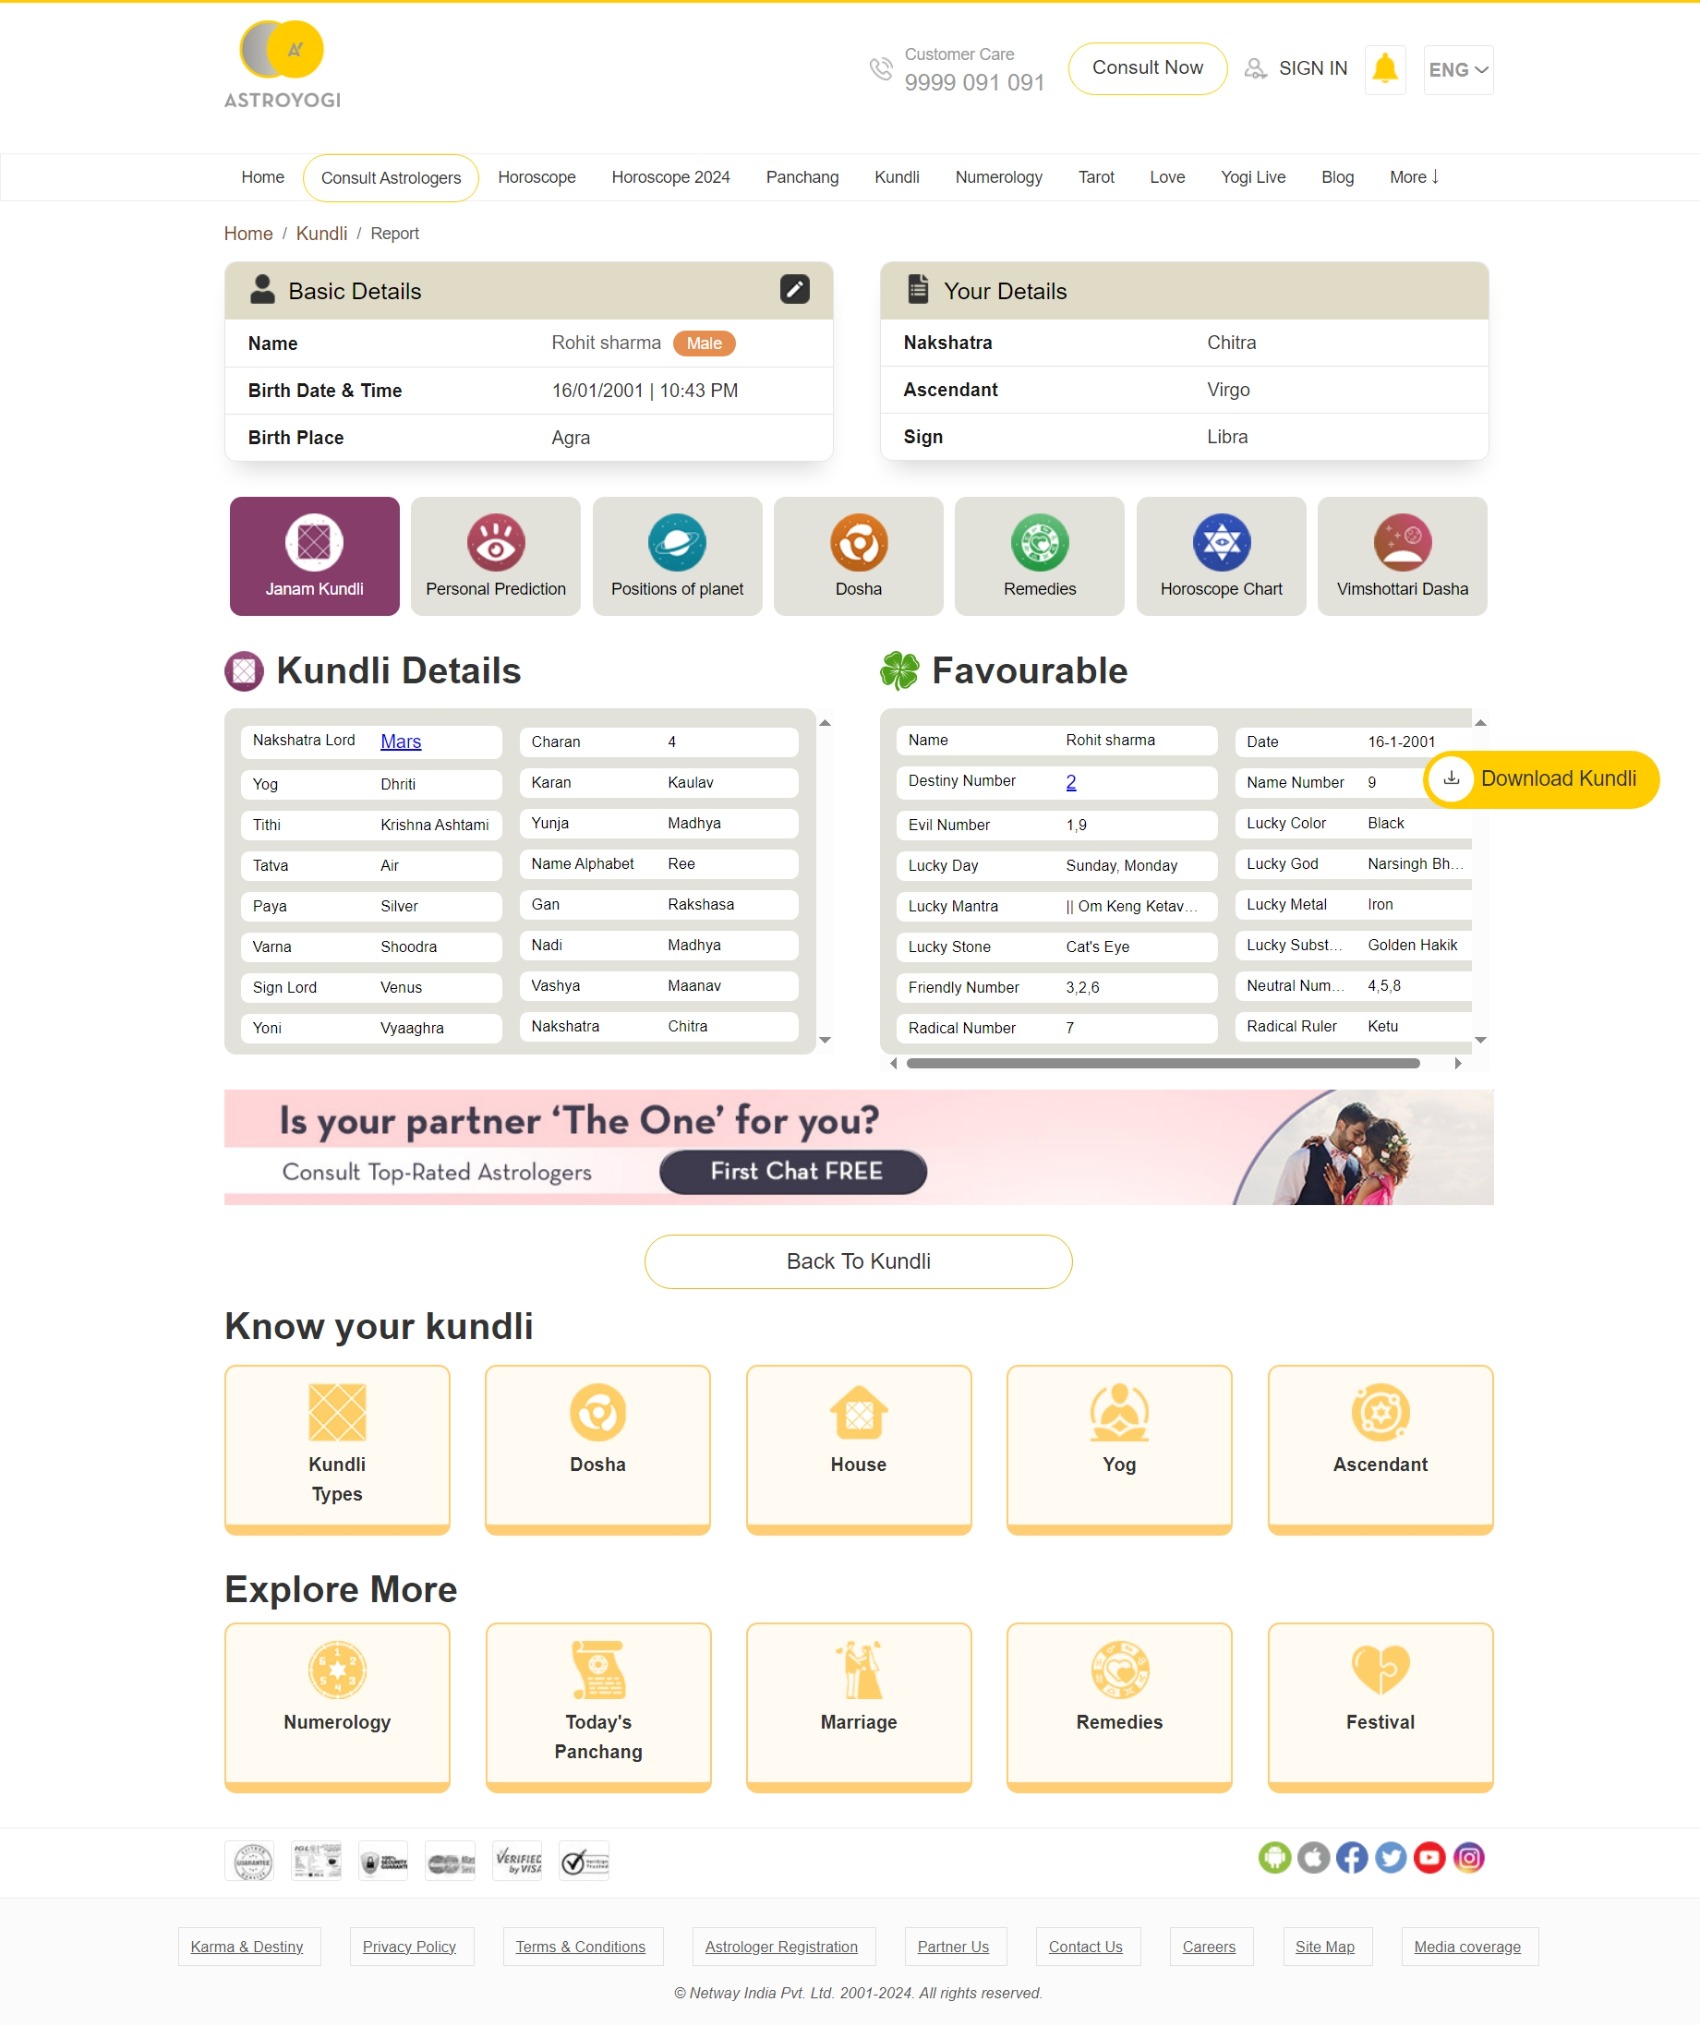 ASTROYOGI
Customer Care
9999 091 091
Consult Now
SIGN IN
ENG
Home
Consult Astrologers
Horoscope
Horoscope 2024
Panchang
Kundli
Numerology
Tarot
Love
Yogi Live
Blog
More ↓
Home / Kundli / Report
Basic Details
Name Rohit sharma Male
Birth Date & Time 16/01/2001 | 10:43 PM
Birth Place Agra
Your Details
Nakshatra Chitra
Ascendant Virgo
Sign Libra
Janam Kundli
Personal Prediction
Positions of planet
Dosha
Remedies
Horoscope Chart
Vimshottari Dasha
Kundli Details
Nakshatra Lord Mars
Yog Dhriti
Tithi Krishna Ashtami
Tatva Air
Paya Silver
Varna Shoodra
Sign Lord Venus
Yoni Vyaaghra
Charan 4
Karan Kaulav
Yunja Madhya
Name Alphabet Ree
Gan Rakshasa
Nadi Madhya
Vashya Maanav
Nakshatra Chitra
Favourable
Name Rohit sharma
Destiny Number 2
Evil Number 1,9
Lucky Day Sunday, Monday
Lucky Mantra || Om Keng Ketav...
Lucky Stone Cat's Eye
Friendly Number 3,2,6
Radical Number 7
Date 16-1-2001
Name Number 9
Lucky Color Black
Lucky God Narsingh Bh...
Lucky Metal Iron
Lucky Subst... Golden Hakik
Neutral Num... 4,5,8
Radical Ruler Ketu
Download Kundli
Is your partner ‘The One’ for you?
Consult Top-Rated Astrologers
First Chat FREE
Back To Kundli
Know your kundli
Kundli
Types
Dosha
House
Yog
Ascendant
Explore More
Numerology
Today's
Panchang
Marriage
Remedies
Festival
GUARANTEE
VERIFIED
by VISA
Karma & Destiny
Privacy Policy
Terms & Conditions
Astrologer Registration
Partner Us
Contact Us
Careers
Site Map
Media coverage
© Netway India Pvt. Ltd. 2001-2024. All rights reserved.